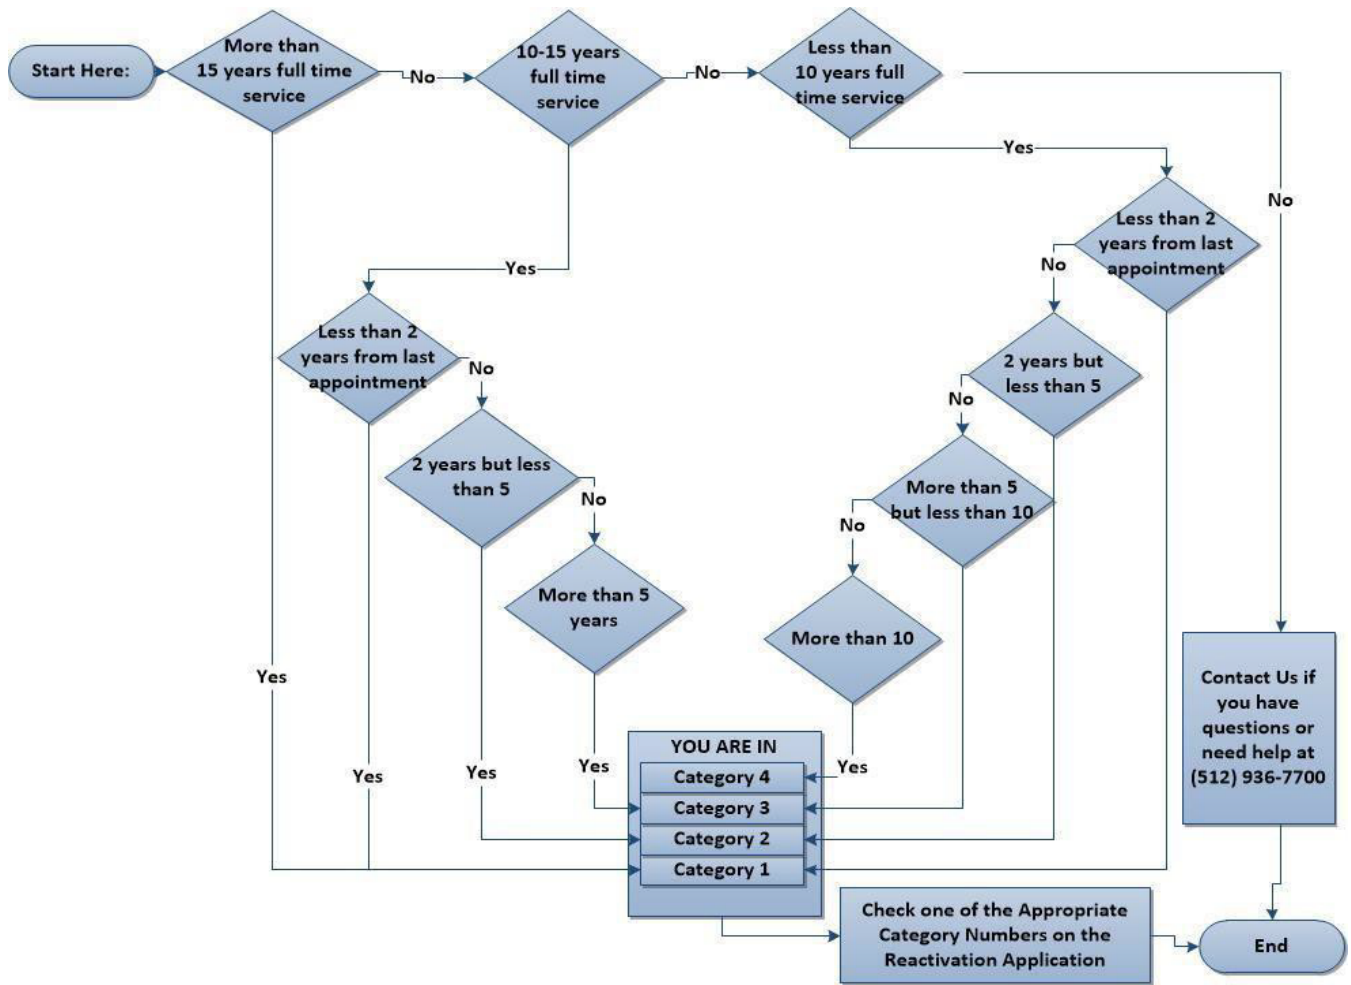 Start Here:
More than
15 years full time
service
No
10-15 years
full time
service
No
Less than
10 years full
time service
Yes
No
Less than 2
years from last
appointment
Yes
No
Less than 2
years from last
appointment
No
2 years but
less than 5
No
2 years but less
than 5
No
More than 5
but less than 10
No
No
More than 5
years
More than 10
Yes
Contact Us if
you have
questions or
need help at
(512) 936-7700
Yes
Yes
Yes
Yes
YOU ARE IN
Category 4
Category 3
Category 2
Category 1
Check one of the Appropriate
Category Numbers on the
Reactivation Application
End